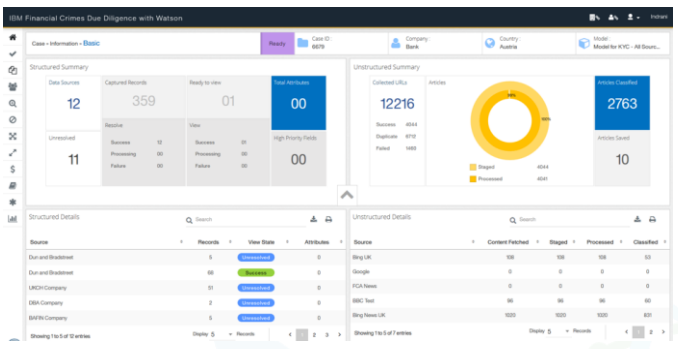 IBM Financial Crimes Due Diligence with Watson
Indrani
Case - Information - Basic
Ready
Case ID :
6678
Company :
Bank
Country :
Austria
Model :
Model for KYC - All Sourc...
Structured Summary
Data Sources
12
Unresolved
11
Captured Records
359
Ready to view
01
Resolve
Success 12
Processing 00
Failure 00
View
Success 01
Processing 00
Failure 00
Total Attributes
00
High Priority Fields
00
Unstructured Summary
Collected URLs
12216
Success 4044
Duplicate 6712
Failed
Articles
100%
Staged 4044
Processed 4041
Articles Classified
2763
Articles Saved
10
Structured Details
Search
Source Records View State Attributes
Dun and Bradstreet 5 Unresolved 0
Dun and Bradstreet 66 Success 0
UKCH Company 51 Unresolved 0
DBA Company 2 Unresolved 0
BAFIN Company 5 Unresolved 0
Showing 1 to 5 of 12 entries
Display 5 Records
1 2 3
Unstructured Details
Search
Source Content Fetched Staged Processed Classified
Bing UK 108 108 108 53
Google 0 0 0 0
FCA News 0 0 0 0
BBC Text 96 96 96 60
Bing News UK 1020 1020 1020 831
Showing 1 to 5 of 7 entries
Display 5 Records
1 2